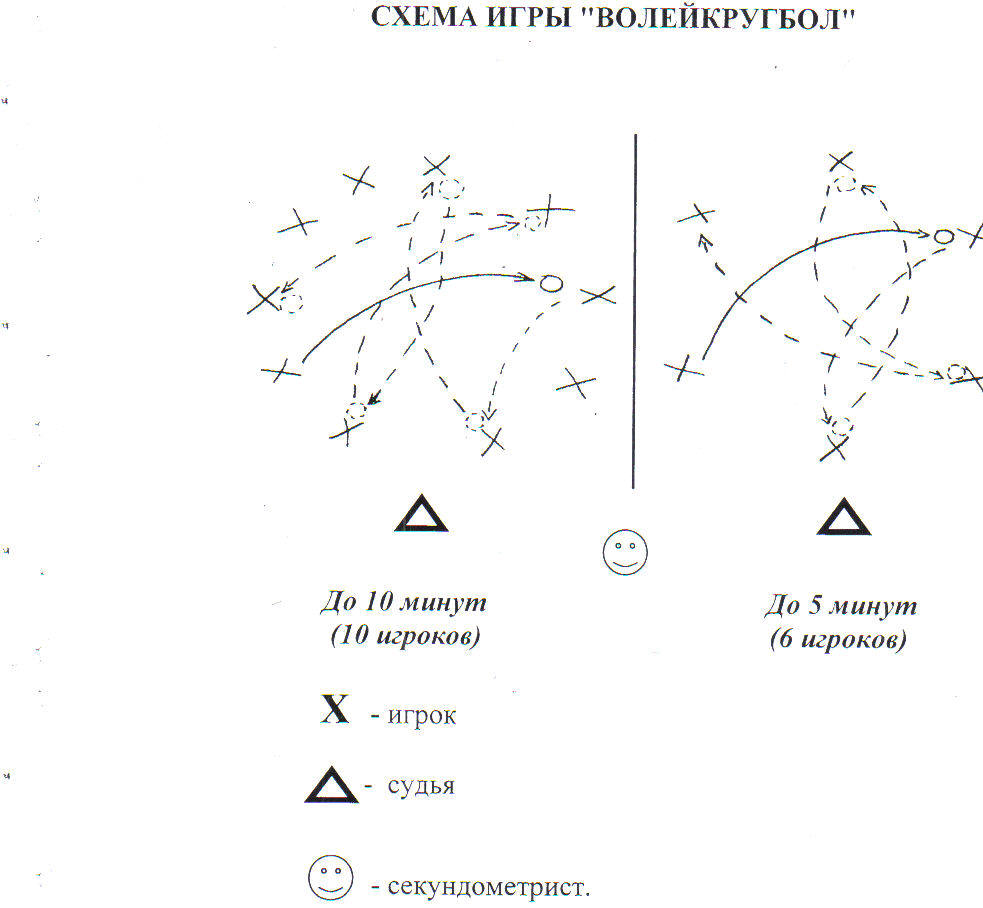 СХЕМА ИГРЫ "ВОЛЕЙКРУГБОЛ"
До 10 минут
(10 игроков)
До 5 минут
(6 игроков)
X - игрок
- судья
- секундометрист.